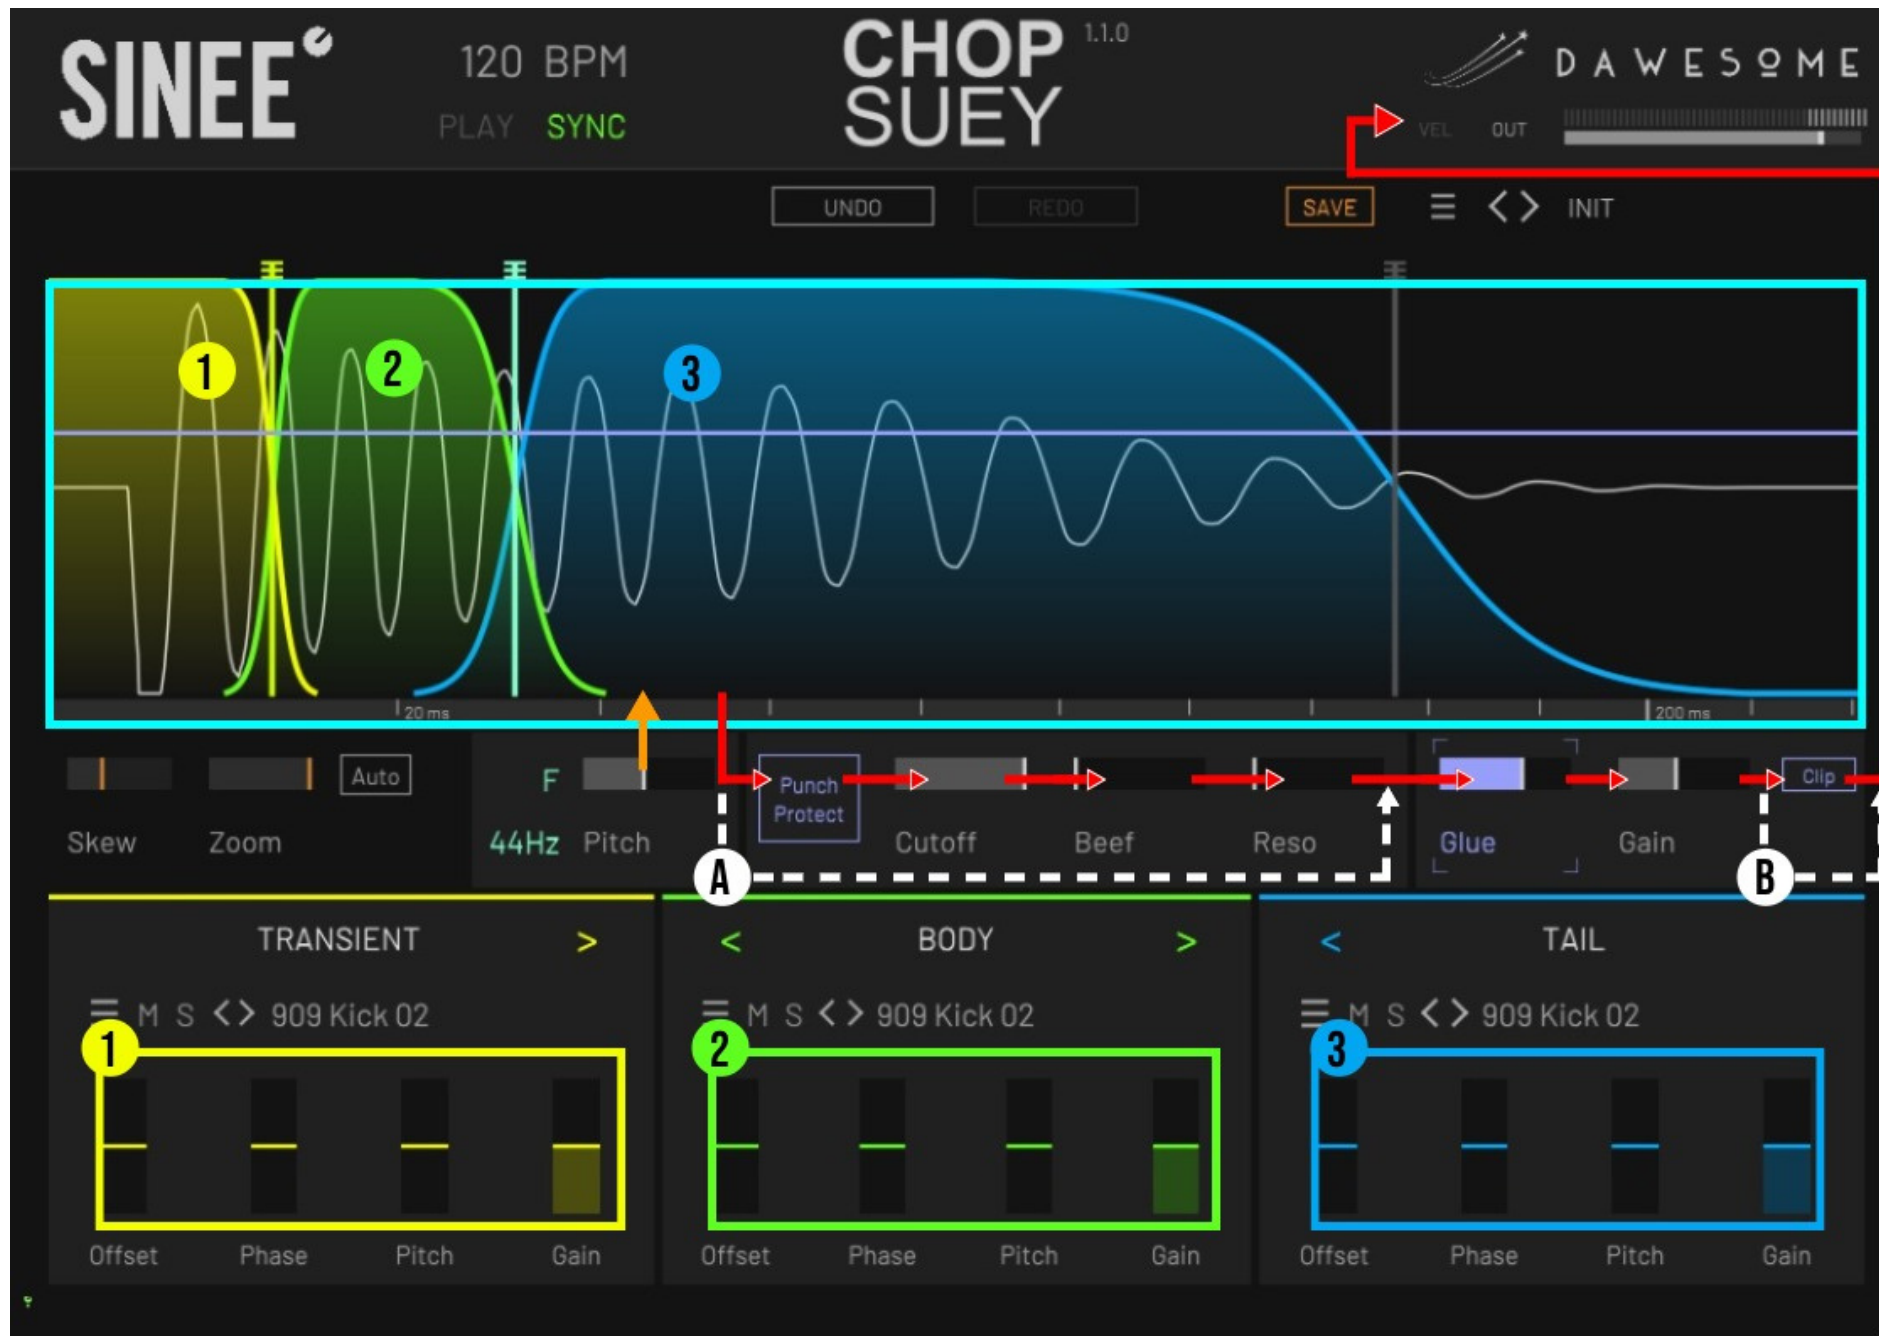 SINEE
120 BPM
PLAY SYNC
CHOP
SUEY
1.1.0
DAWESOME
VEL OUT
UNDO REDO SAVE INIT
1 2 3
20 ms 200 ms
Auto F Punch Protect Clip
Skew Zoom 44Hz Pitch Cutoff Beef Reso Glue Gain
A B
TRANSIENT > < BODY > < TAIL
M S <> 909 Kick 02 M S <> 909 Kick 02 M S <> 909 Kick 02
1 2 3
Offset Phase Pitch Gain Offset Phase Pitch Gain Offset Phase Pitch Gain